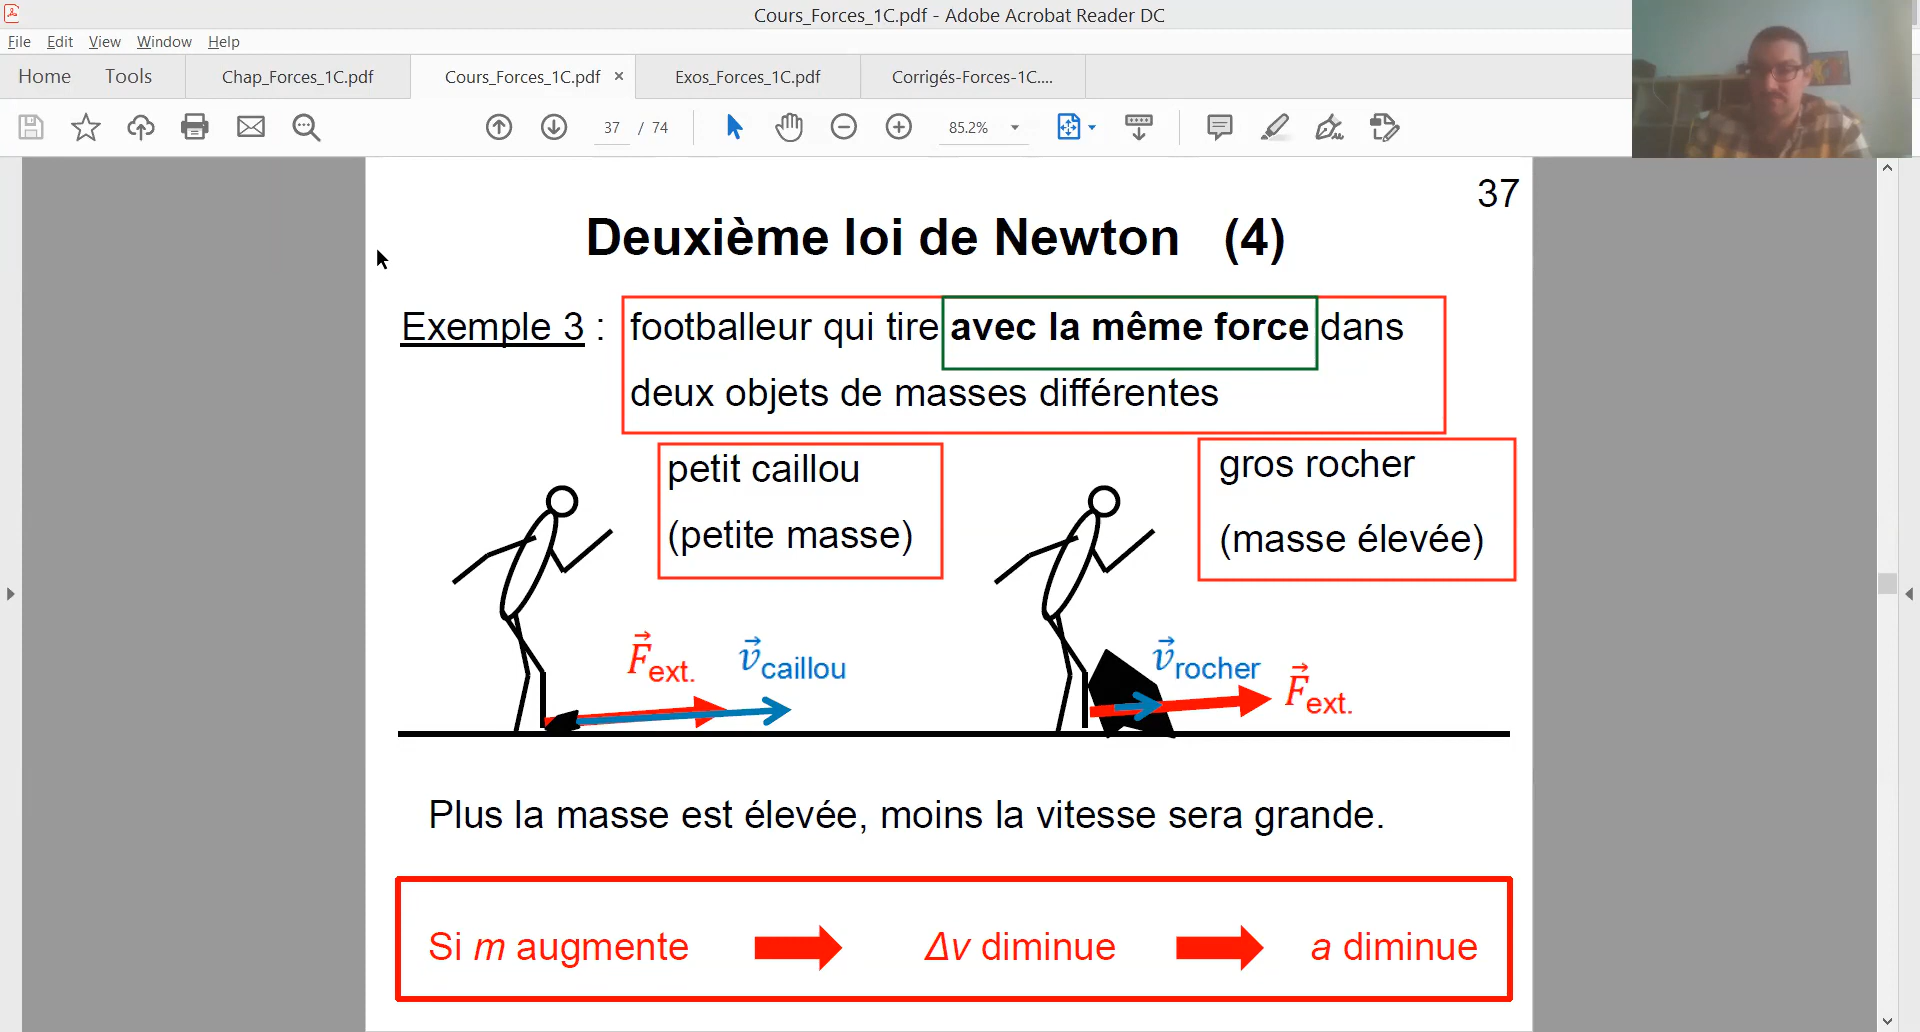 Cours_Forces_1C.pdf - Adobe Acrobat Reader DC
File Edit View Window Help
Home Tools Chap_Forces_1C.pdf Cours_Forces_1C.pdf × Exos_Forces_1C.pdf Corrigés-Forces-1C....
37 / 74 85.2%
37
Deuxième loi de Newton (4)
Exemple 3 : footballeur qui tire avec la même force dans
deux objets de masses différentes
petit caillou
(petite masse)
gros rocher
(masse élevée)
F⃗ext. v⃗caillou
v⃗rocher F⃗ext.
Plus la masse est élevée, moins la vitesse sera grande.
Si m augmente Δv diminue a diminue